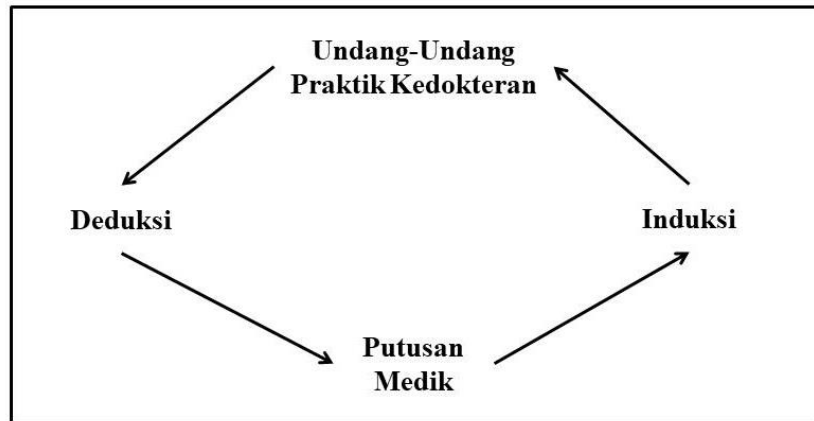 Undang-Undang
Praktik Kedokteran
Deduksi
Induksi
Putusan
Medik